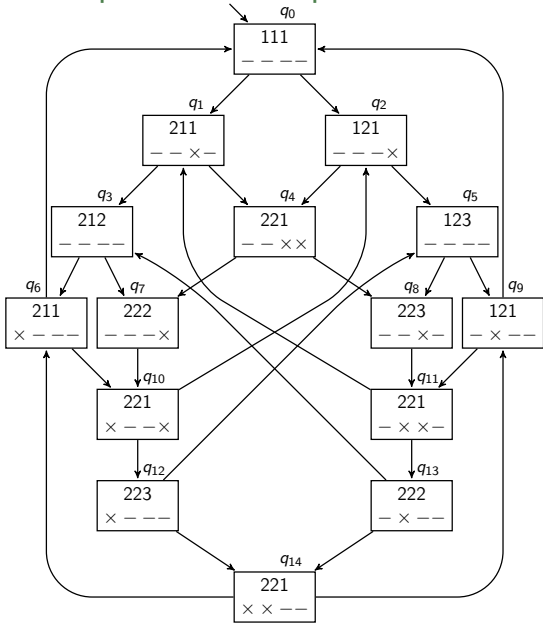 q0
111
− − − −
q1 q2
211 121
− − × − − − − ×
q3 q4 q5
212 221 123
− − − − − − × × − − − −
q6 q7 q8 q9
211 222 223 121
× − − − − − − × − − × − − × − −
q10 q11
221 221
× − − × − × × −
q12 q13
223 222
× − − − − × − −
q14
221
× × − −